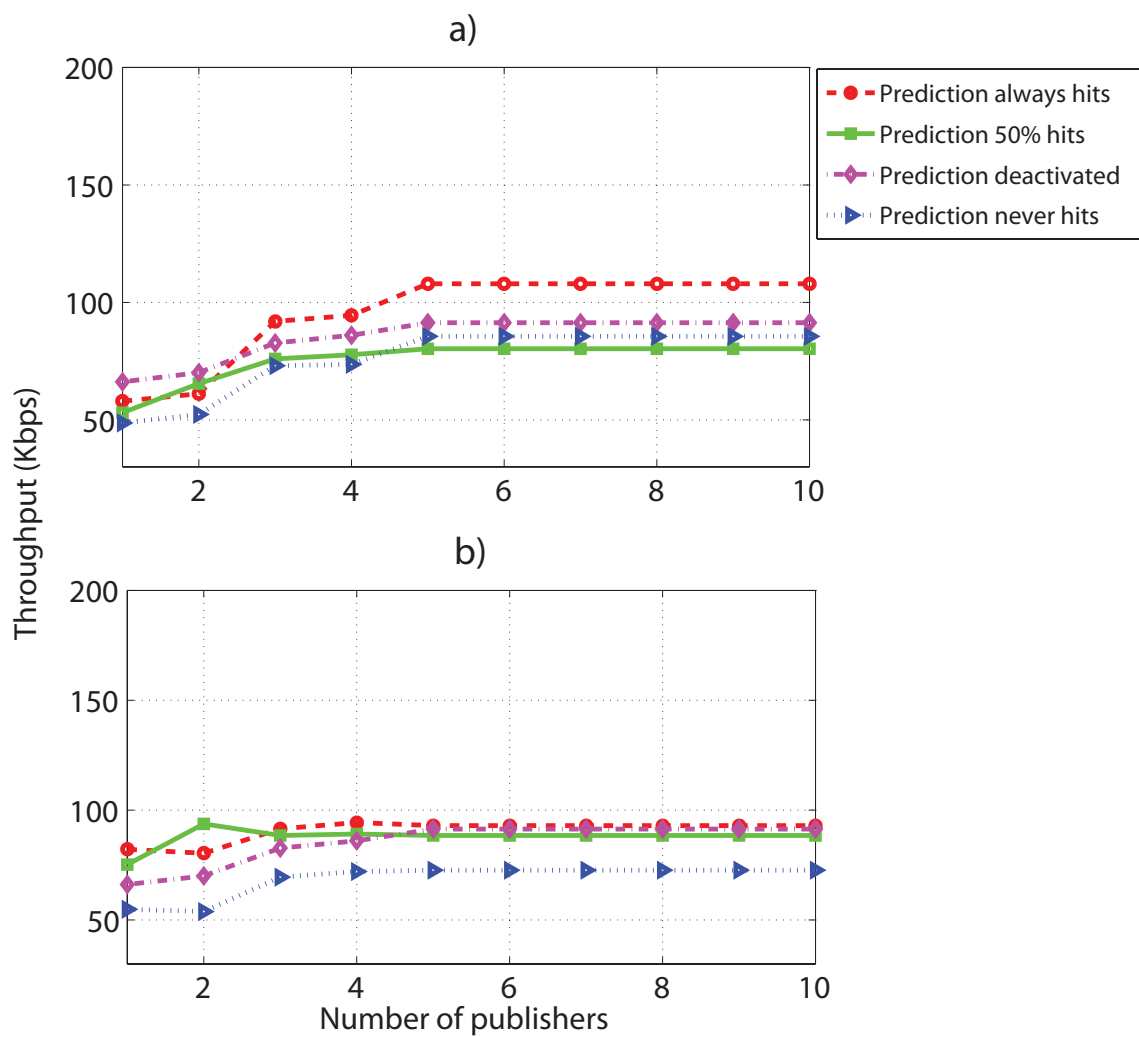 a)
200
150
100
50
2 4 6 8 10
Prediction always hits
Prediction 50% hits
Prediction deactivated
Prediction never hits
Throughput (Kbps)
b)
200
150
100
50
2 4 6 8 10
Number of publishers